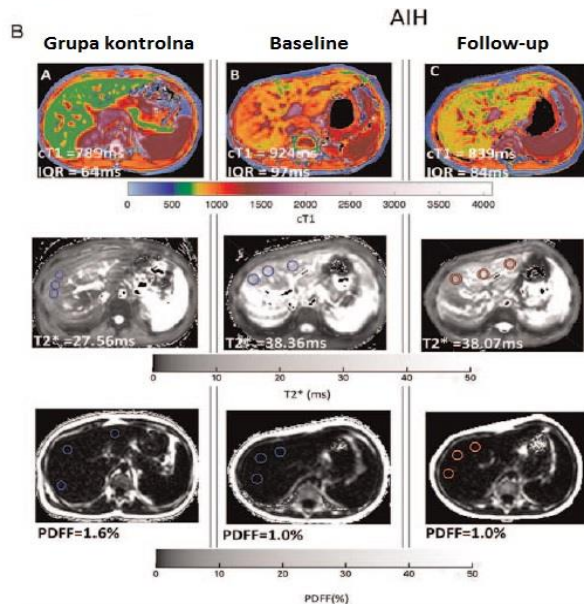 AIH
B
Grupa kontrolna Baseline Follow-up
A B C
cT1 =789ms cT1 =924ms cT1 =839ms
IQR = 64ms IQR = 97ms IQR = 84ms
0 500 1000 1500 2000 2500 3000 3500 4000
cT1
T2* =27.56ms T2* =38.36ms T2* =38.07ms
0 10 20 30 40 50
T2* (ms)
PDFF=1.6% PDFF=1.0% PDFF=1.0%
0 10 20 30 40 50
PDFF(%)